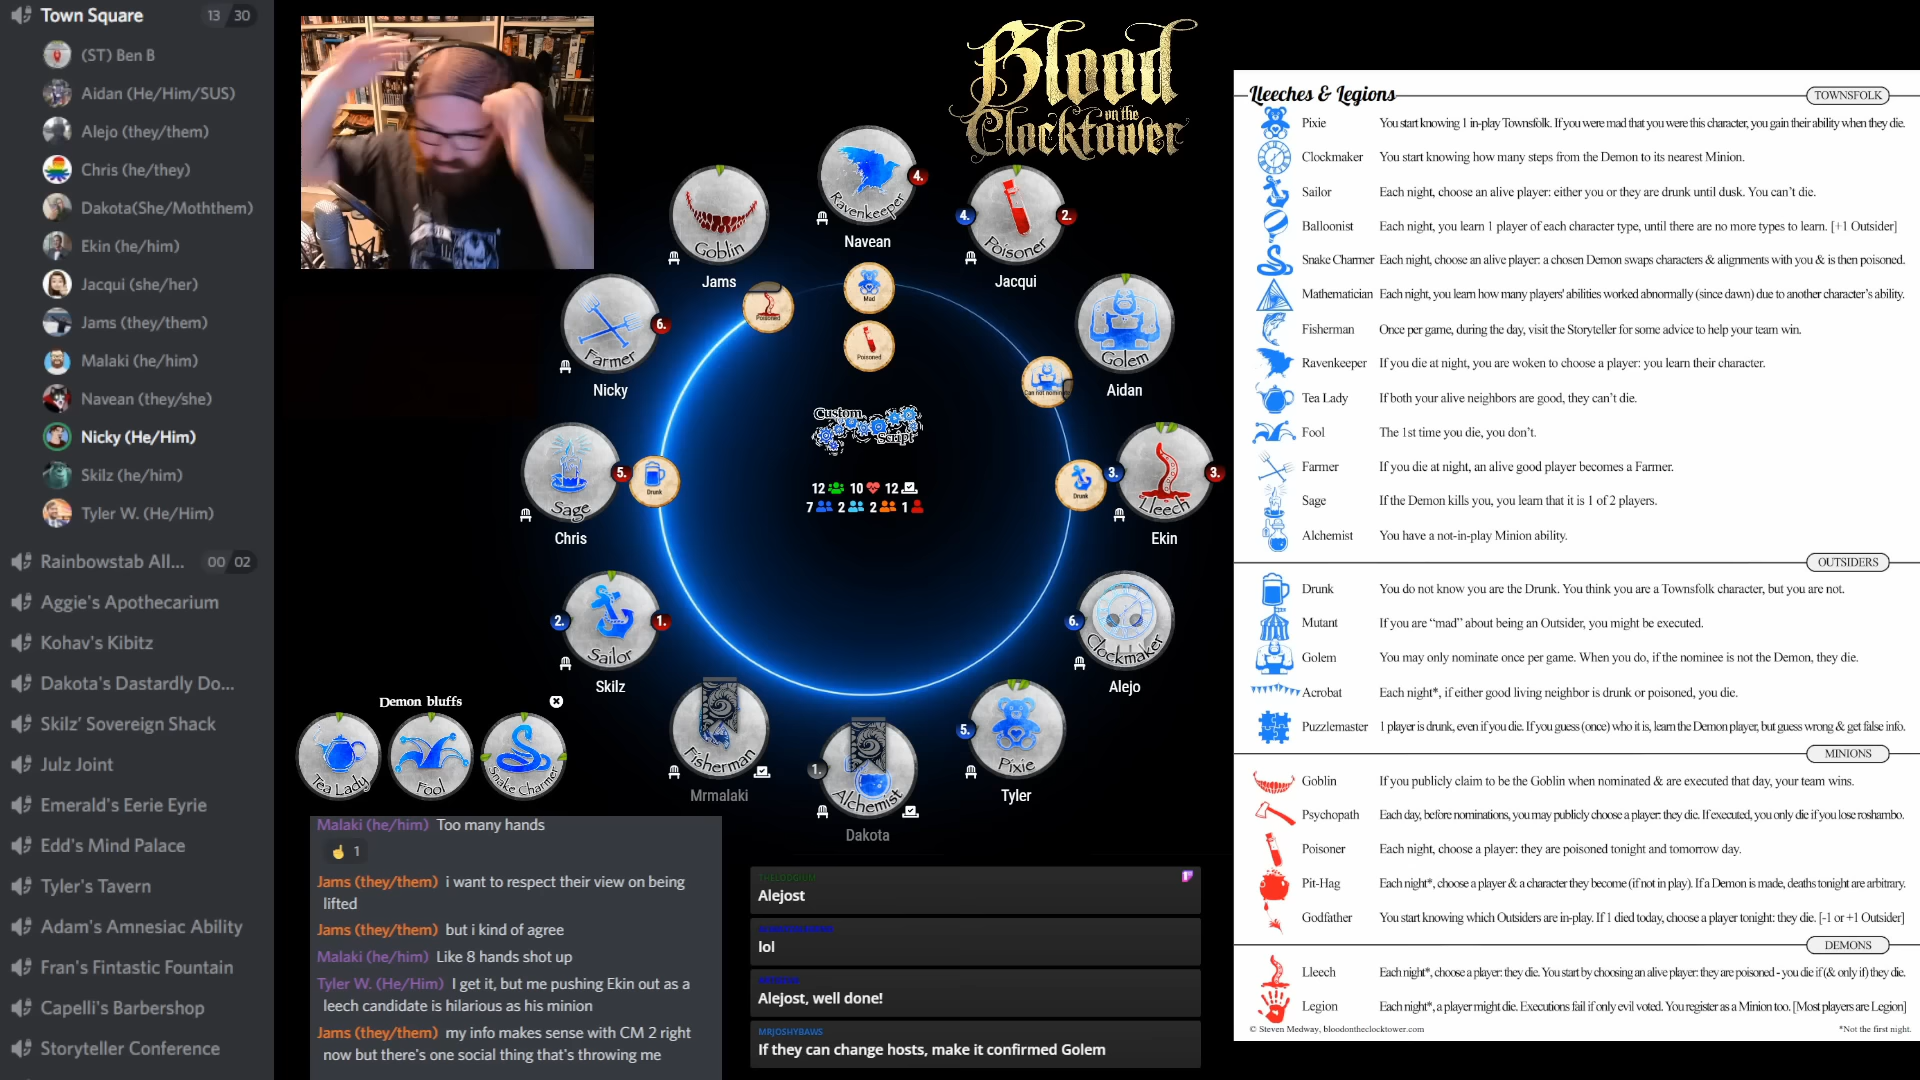 Town Square 13 / 30
(ST) Ben B
Aidan (He/Him/SUS)
Alejo (they/them)
Chris (he/they)
Dakota(She/Moththem)
Ekin (he/him)
Jacqui (she/her)
Jams (they/them)
Malaki (he/him)
Navean (they/she)
Nicky (He/Him)
Skilz (he/him)
Tyler W. (He/Him)
Rainbowstab All... 00 / 02
Aggie's Apothecarium
Kohav's Kibitz
Dakota's Dastardly Do...
Skilz' Sovereign Shack
Julz Joint
Emerald's Eerie Eyrie
Edd's Mind Palace
Tyler's Tavern
Adam's Amnesiac Ability
Fran's Fintastic Fountain
Capelli's Barbershop
Storyteller Conference
Blood
on the
Clocktower
Ravenkeeper
4.
Navean
Goblin
Jams
4.
Poisoner
2.
Jacqui
Farmer
6.
Nicky
Poisoned
Mad
Poisoned
Can not nominate
Golem
Aidan
Sage
5.
Drunk
Chris
Custom
Script
12 10 12
7 2 2 1
Drunk
3.
Lleech
3.
Ekin
2.
Sailor
1.
Skilz
6.
Clockmaker
Alejo
Fisherman
Mrmalaki
1.
Alchemist
Dakota
5.
Pixie
Tyler
Demon bluffs
Tea Lady
Fool
Snake Charmer
Malaki (he/him) Too many hands
1
Jams (they/them) i want to respect their view on being
lifted
Jams (they/them) but i kind of agree
Malaki (he/him) Like 8 hands shot up
Tyler W. (He/Him) I get it, but me pushing Ekin out as a
leech candidate is hilarious as his minion
Jams (they/them) my info makes sense with CM 2 right
now but there's one social thing that's throwing me
Alejost
lol
Alejost, well done!
MRJOSHYBAWS
If they can change hosts, make it confirmed Golem
Lleeches & Legions
TOWNSFOLK
Pixie You start knowing 1 in-play Townsfolk. If you were mad that you were this character, you gain their ability when they die.
Clockmaker You start knowing how many steps from the Demon to its nearest Minion.
Sailor Each night, choose an alive player: either you or they are drunk until dusk. You can't die.
Balloonist Each night, you learn 1 player of each character type, until there are no more types to learn. [+1 Outsider]
Snake Charmer Each night, choose an alive player: a chosen Demon swaps characters & alignments with you & is then poisoned.
Mathematician Each night, you learn how many players' abilities worked abnormally (since dawn) due to another character's ability.
Fisherman Once per game, during the day, visit the Storyteller for some advice to help your team win.
Ravenkeeper If you die at night, you are woken to choose a player: you learn their character.
Tea Lady If both your alive neighbors are good, they can't die.
Fool The 1st time you die, you don't.
Farmer If you die at night, an alive good player becomes a Farmer.
Sage If the Demon kills you, you learn that it is 1 of 2 players.
Alchemist You have a not-in-play Minion ability.
OUTSIDERS
Drunk You do not know you are the Drunk. You think you are a Townsfolk character, but you are not.
Mutant If you are "mad" about being an Outsider, you might be executed.
Golem You may only nominate once per game. When you do, if the nominee is not the Demon, they die.
Acrobat Each night*, if either good living neighbor is drunk or poisoned, you die.
Puzzlemaster 1 player is drunk, even if you die. If you guess (once) who it is, learn the Demon player, but guess wrong & get false info.
MINIONS
Goblin If you publicly claim to be the Goblin when nominated & are executed that day, your team wins.
Psychopath Each day, before nominations, you may publicly choose a player: they die. If executed, you only die if you lose roshambo.
Poisoner Each night, choose a player: they are poisoned tonight and tomorrow day.
Pit-Hag Each night*, choose a player & a character they become (if not in play). If a Demon is made, deaths tonight are arbitrary.
Godfather You start knowing which Outsiders are in-play. If 1 died today, choose a player tonight: they die. [-1 or +1 Outsider]
DEMONS
Lleech Each night*, choose a player: they die. You start by choosing an alive player: they are poisoned - you die if (& only if) they die.
Legion Each night*, a player might die. Executions fail if only evil voted. You register as a Minion too. [Most players are Legion]
© Steven Medway, bloodontheclocktower.com *Not the first night.